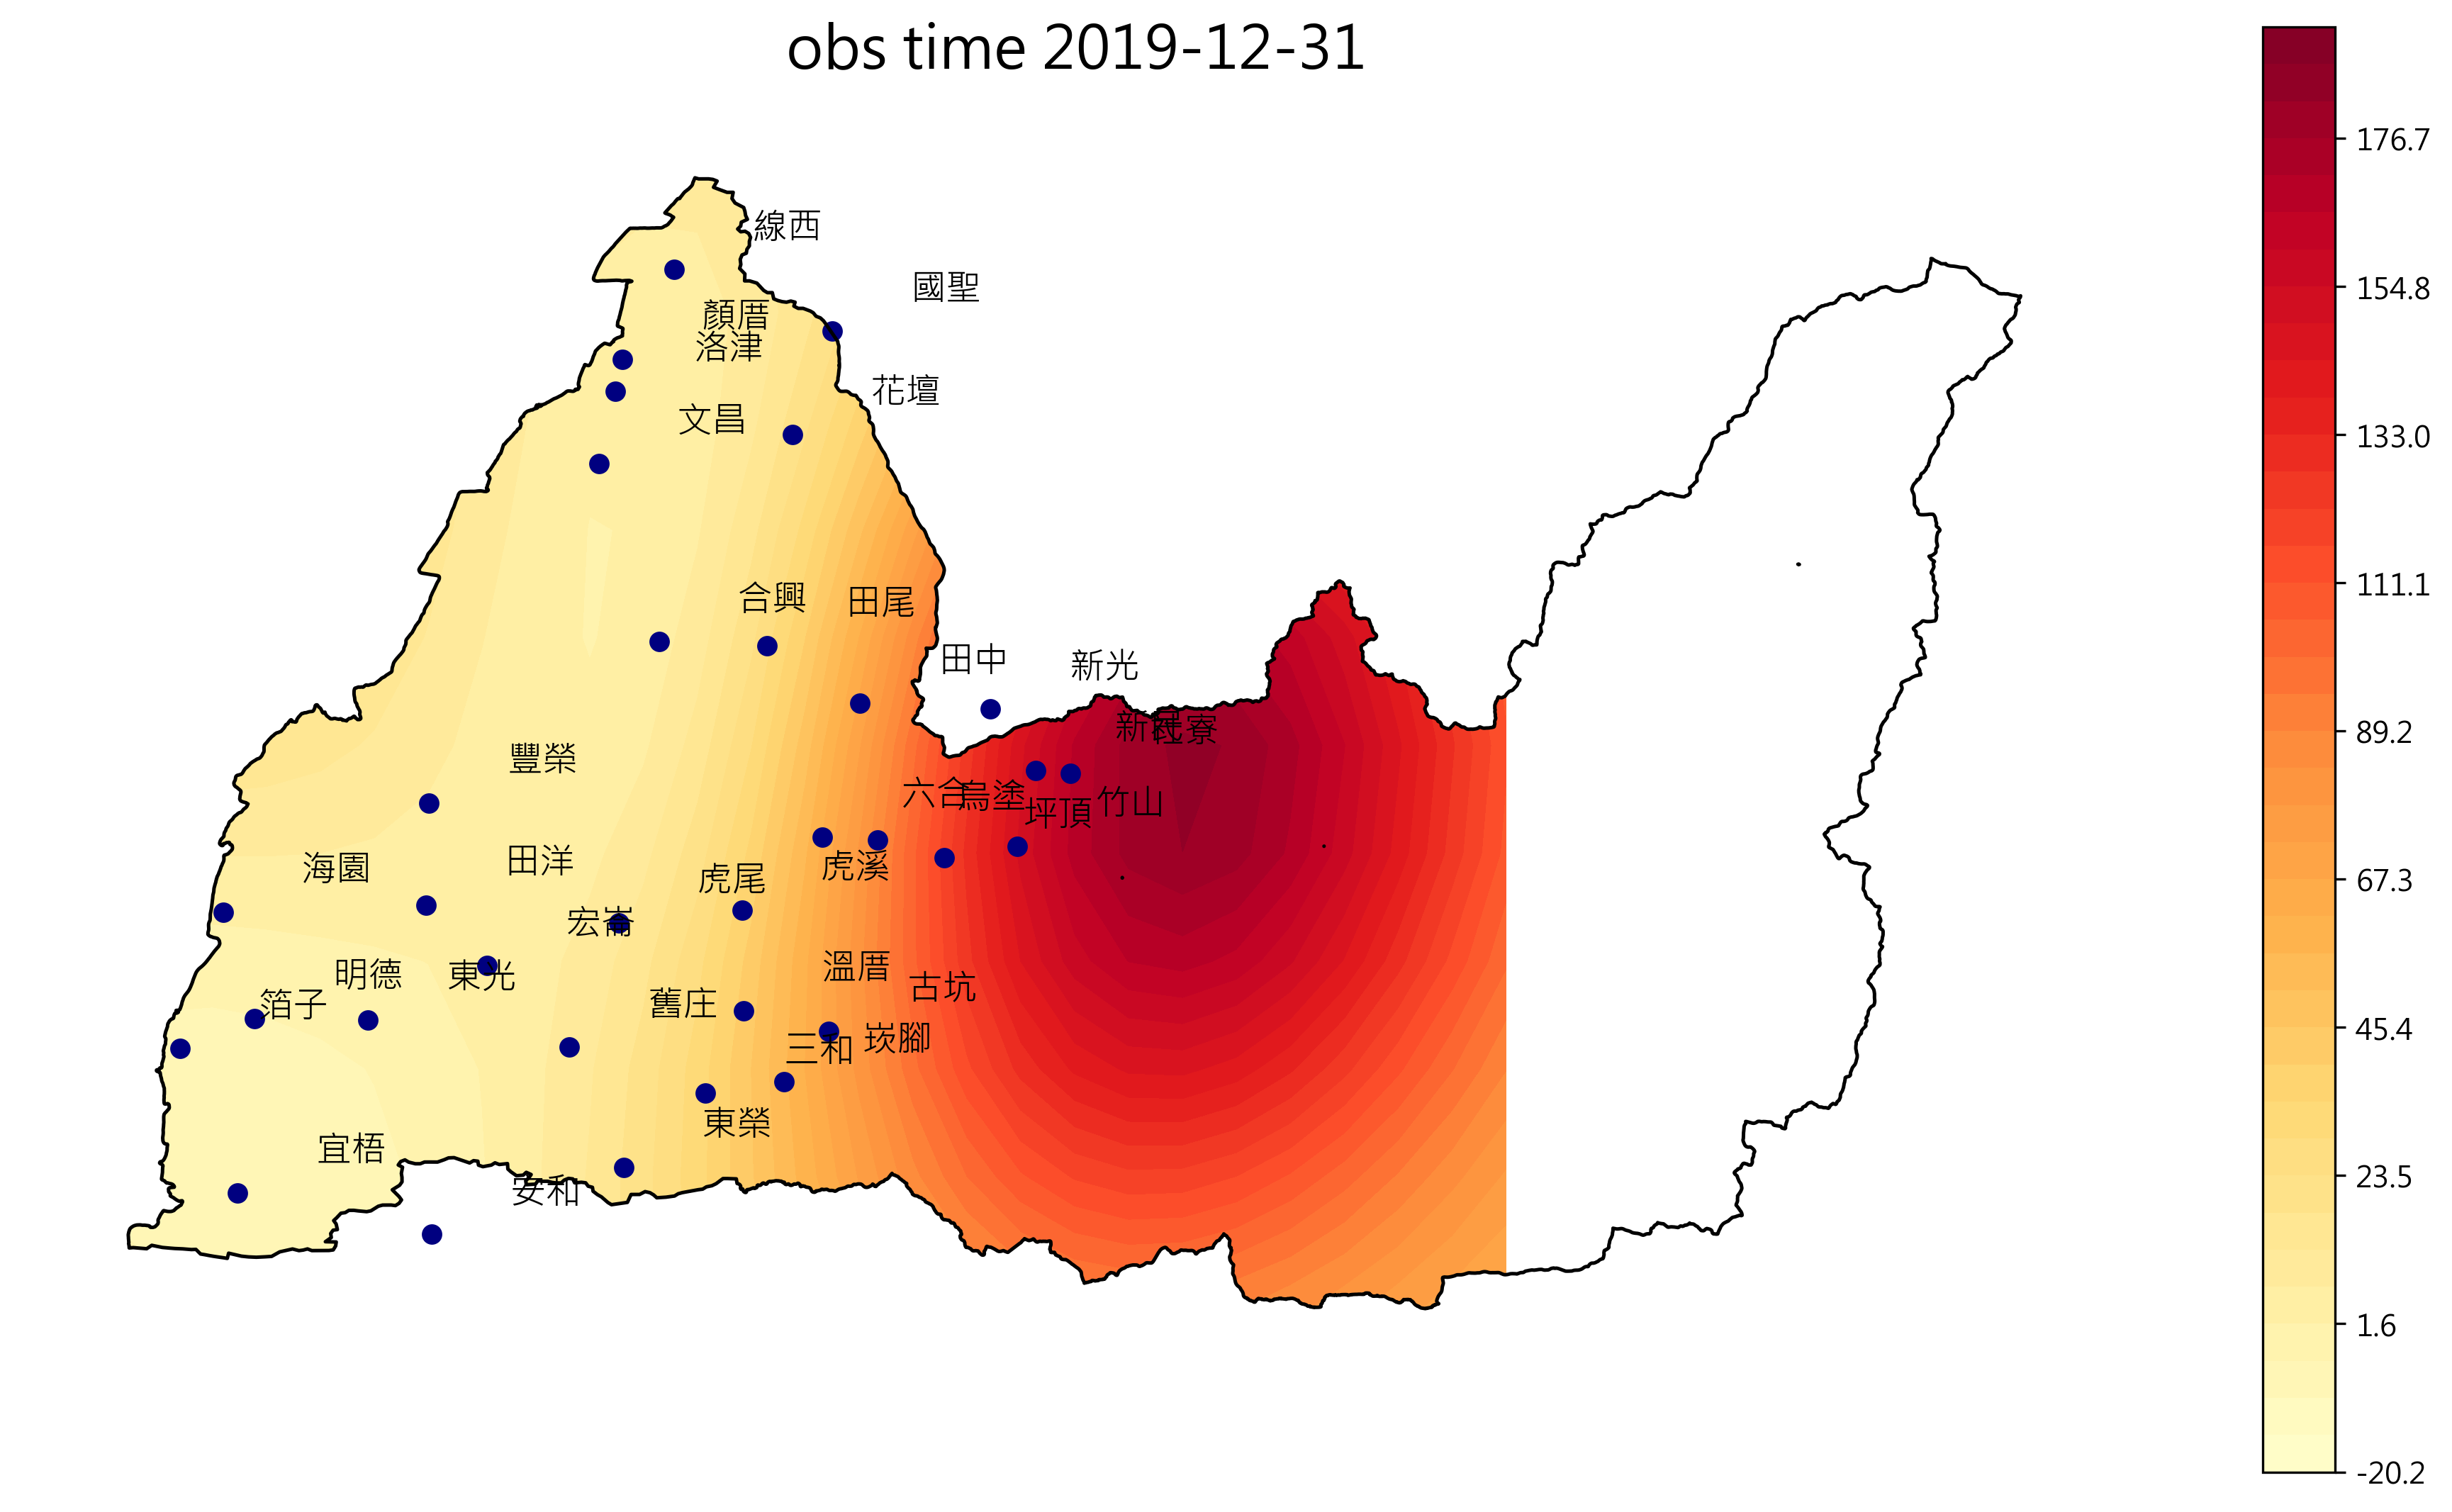 obs time 2019-12-31
線西
國聖
顏厝
洛津
花壇
文昌
合興
田尾
田中
新光
新民
社寮
豐榮
六合
烏塗
坪頂
竹山
海園
田洋
虎尾
虎溪
宏崙
明德
東光
溫厝
古坑
箔子
舊庄
三和
崁腳
東榮
宜梧
安和
176.7
154.8
133.0
111.1
89.2
67.3
45.4
23.5
1.6
-20.2